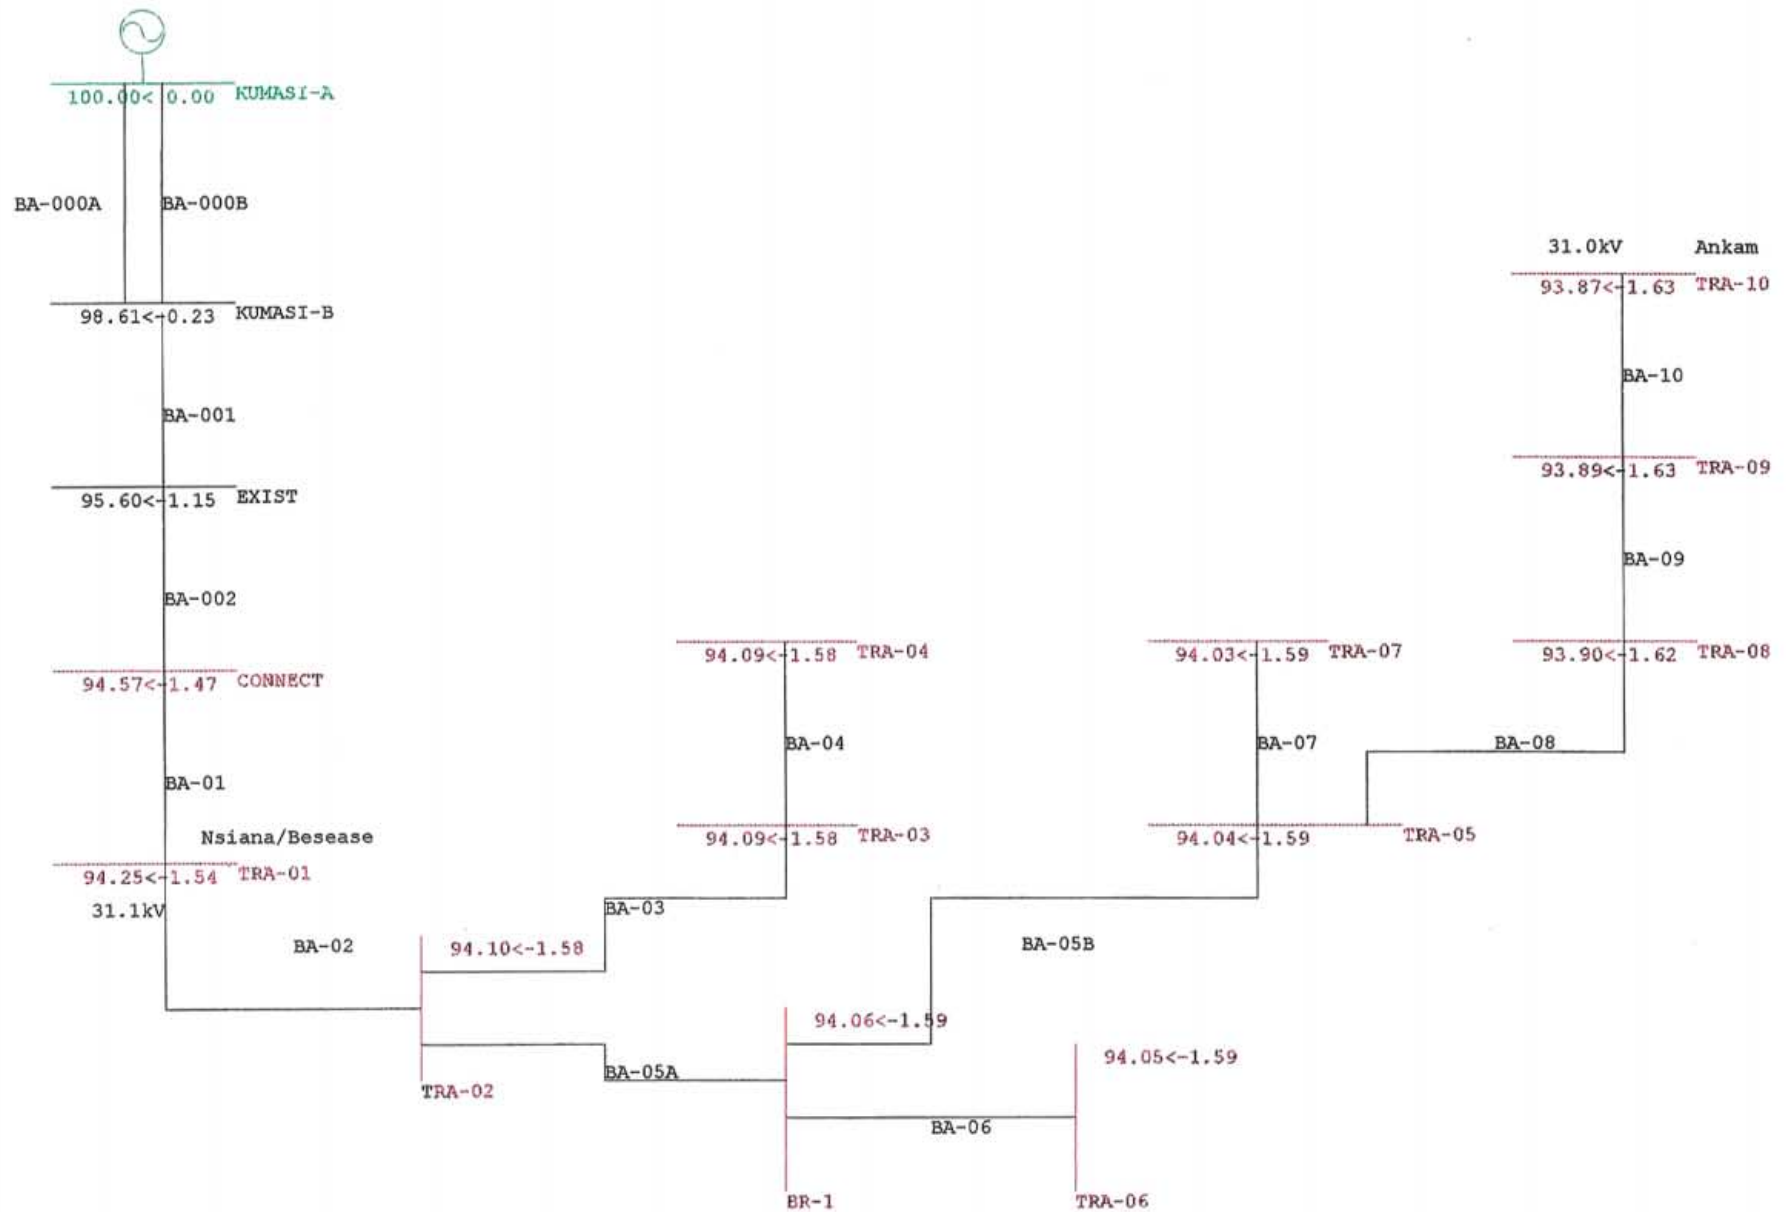 100.00< 0.00 KUMASI-A
BA-000A BA-000B
31.0kV Ankam
93.87<-1.63 TRA-10
98.61<-0.23 KUMASI-B
BA-10
BA-001
93.89<-1.63 TRA-09
95.60<-1.15 EXIST
BA-09
BA-002
94.09<-1.58 TRA-04
94.03<-1.59 TRA-07
93.90<-1.62 TRA-08
94.57<-1.47 CONNECT
BA-04
BA-07
BA-08
BA-01
Nsiana/Besease
94.09<-1.58 TRA-03
94.04<-1.59 TRA-05
94.25<-1.54 TRA-01
31.1kV
BA-03
BA-02
94.10<-1.58
BA-05B
94.06<-1.59
94.05<-1.59
BA-05A
TRA-02
BA-06
BR-1
TRA-06